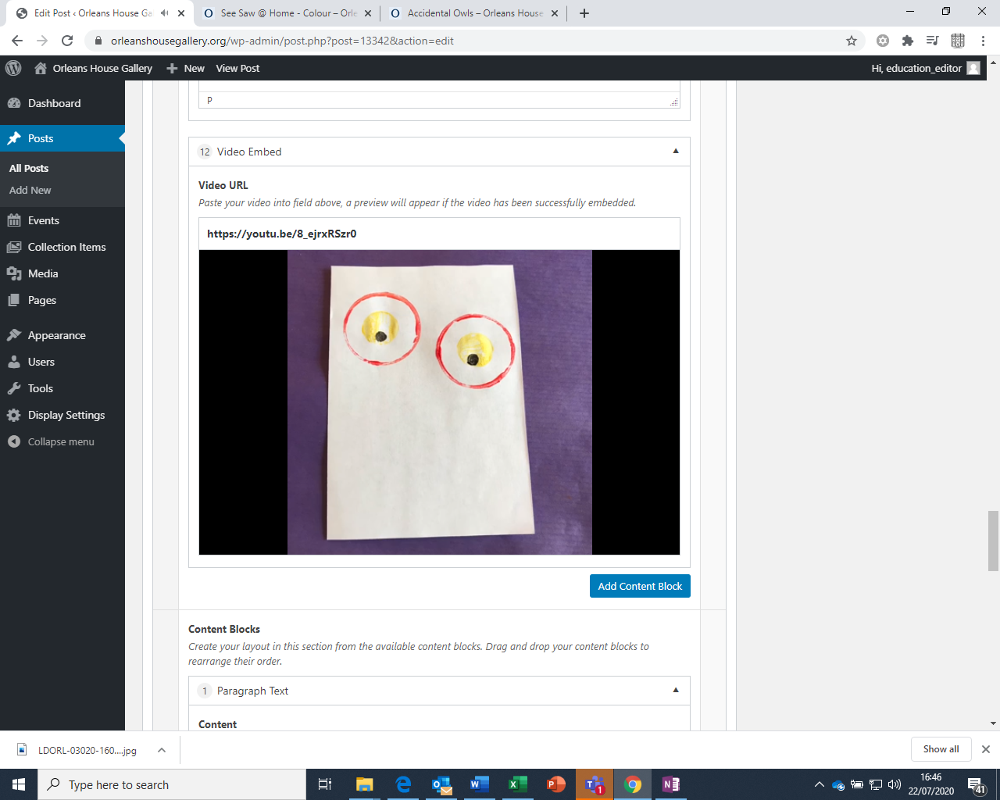 Edit Post ‹ Orleans House Ga
See Saw @ Home - Colour – Orle
Accidental Owls – Orleans House
orleanshousegallery.org/wp-admin/post.php?post=13342&action=edit
Orleans House Gallery
New
View Post
Hi, education_editor
Dashboard
Posts
All Posts
Add New
Events
Collection Items
Media
Pages
Appearance
Users
Tools
Display Settings
Collapse menu
P
12 Video Embed
Video URL
Paste your video into field above, a preview will appear if the video has been successfully embedded.
https://youtu.be/8_ejrxRSzr0
Add Content Block
Content Blocks
Create your layout in this section from the available content blocks. Drag and drop your content blocks to
rearrange their order.
1 Paragraph Text
Content
LDORL-03020-160....jpg
Show all
Type here to search
16:46
22/07/2020
1
41